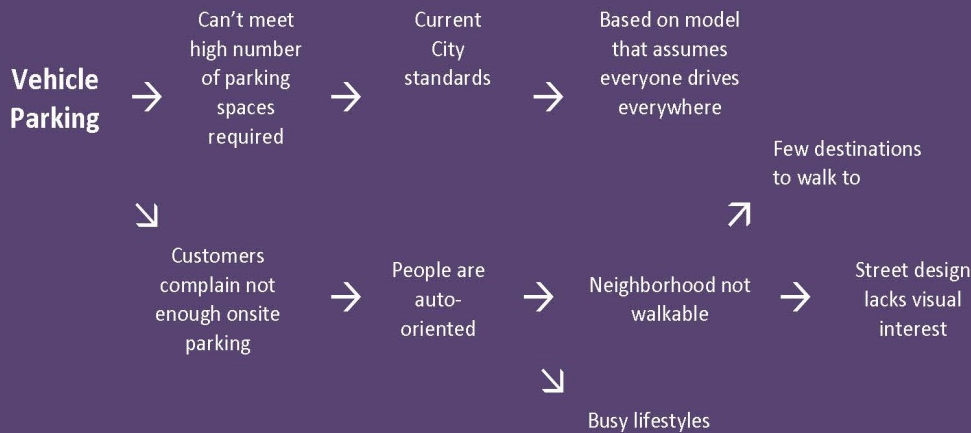 Vehicle
Parking
Can't meet
high number
of parking
spaces
required
Current
City
standards
Based on model
that assumes
everyone drives
everywhere
Few destinations
to walk to
Customers
complain not
enough onsite
parking
People are
auto-
oriented
Neighborhood not
walkable
Street design
lacks visual
interest
Busy lifestyles